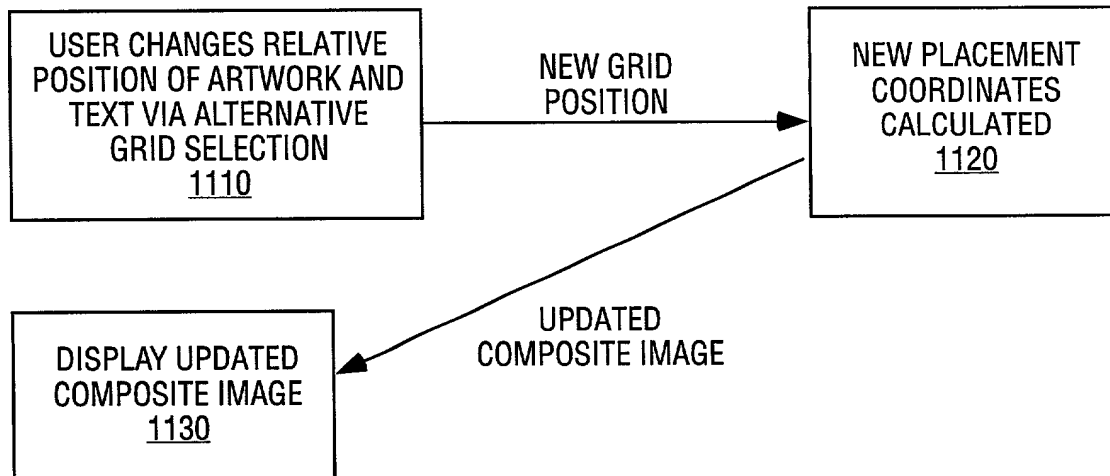 USER CHANGES RELATIVE
POSITION OF ARTWORK AND
TEXT VIA ALTERNATIVE
GRID SELECTION
1110
NEW GRID
POSITION
NEW PLACEMENT
COORDINATES
CALCULATED
1120
UPDATED
COMPOSITE IMAGE
DISPLAY UPDATED
COMPOSITE IMAGE
1130